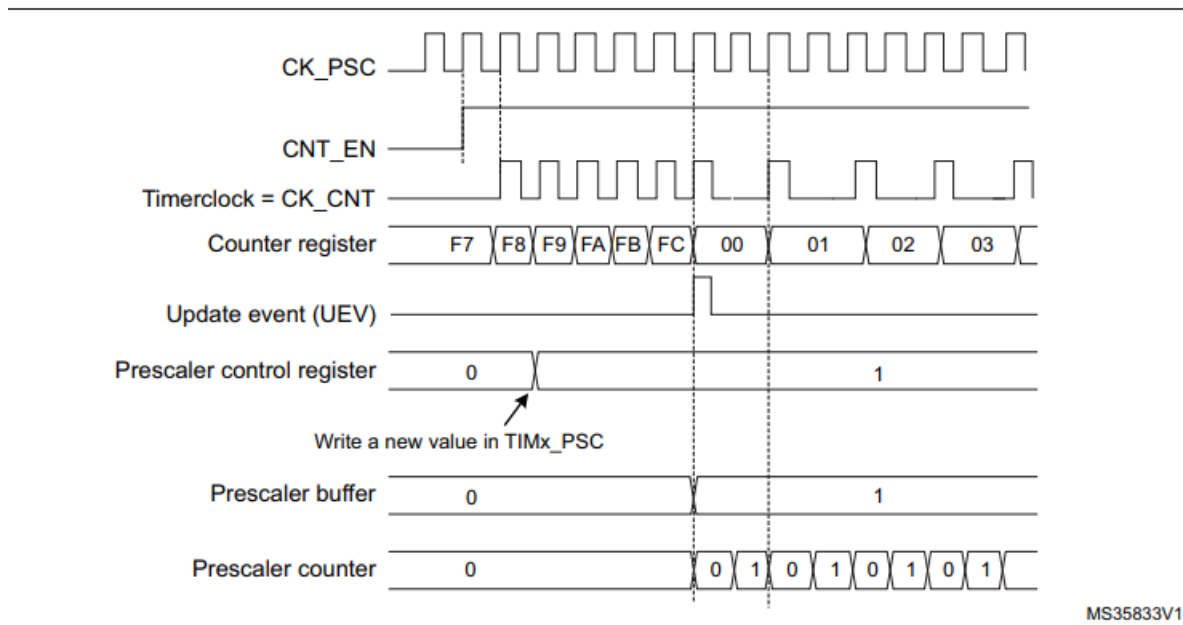 CK_PSC
CNT_EN
Timerclock = CK_CNT
Counter register F7 F8 F9 FA FB FC 00 01 02 03
Update event (UEV)
Prescaler control register 0 1
Write a new value in TIMx_PSC
Prescaler buffer 0 1
Prescaler counter 0 0 1 0 1 0 1 0 1
MS35833V1